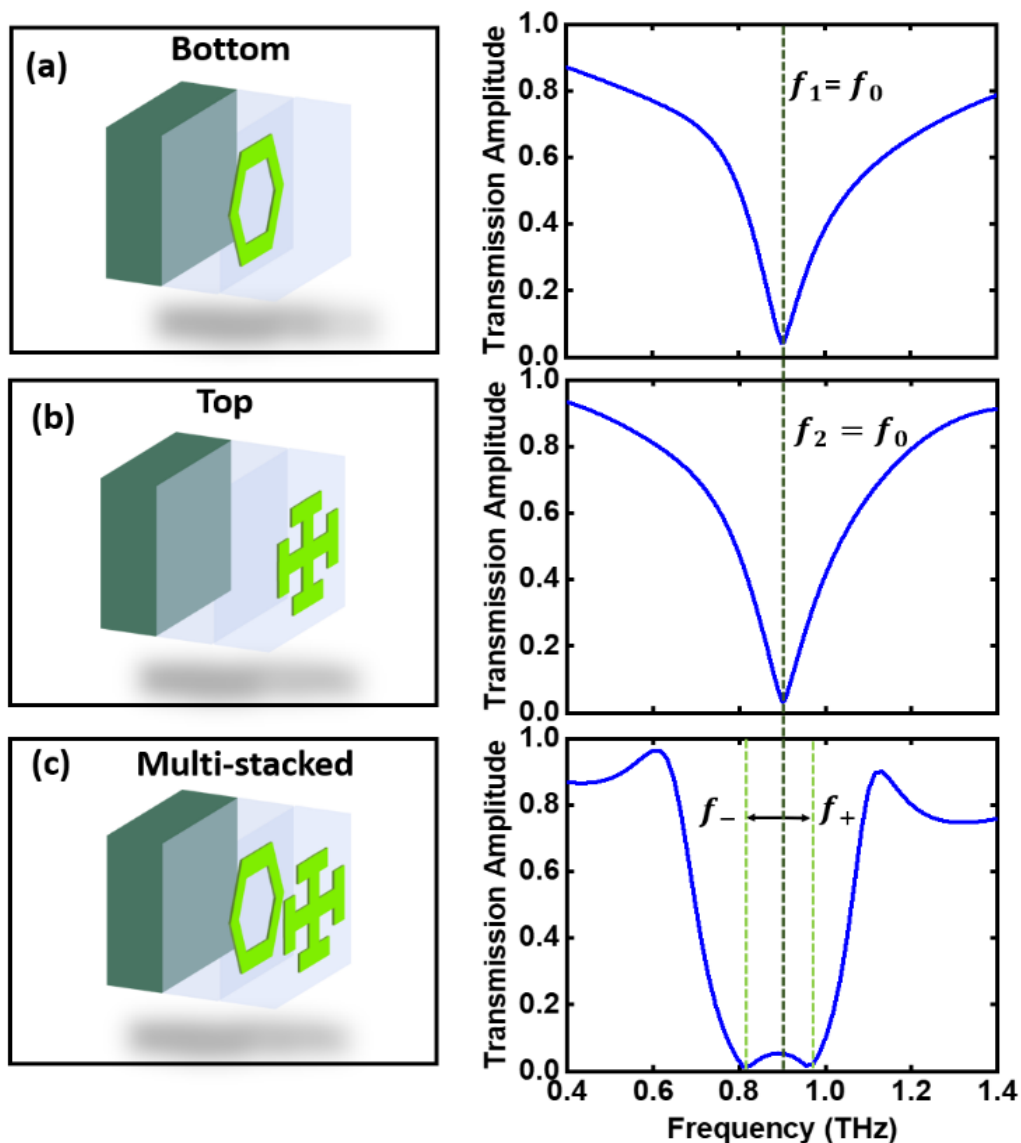 (a)
Bottom
Transmission Amplitude
1.0
0.8
0.6
0.4
0.2
0.0
f₁= f₀
(b)
Top
Transmission Amplitude
1.0
0.8
0.6
0.4
0.2
0.0
f₂ = f₀
(c)
Multi-stacked
Transmission Amplitude
1.0
0.8
0.6
0.4
0.2
0.0
f₋ f₊
0.4 0.6 0.8 1.0 1.2 1.4
Frequency (THz)